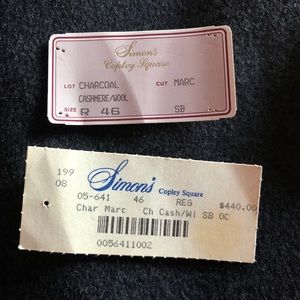 Simon's
Copley Square
LOT CHARCOAL CUT MARC
CASHMERE/WOOL
SIZE R 46 SB
199 Simon's Copley Square
08
05-641 46 REG $440.00
Char Marc Ch Cash/Wl SB OC
0056411002